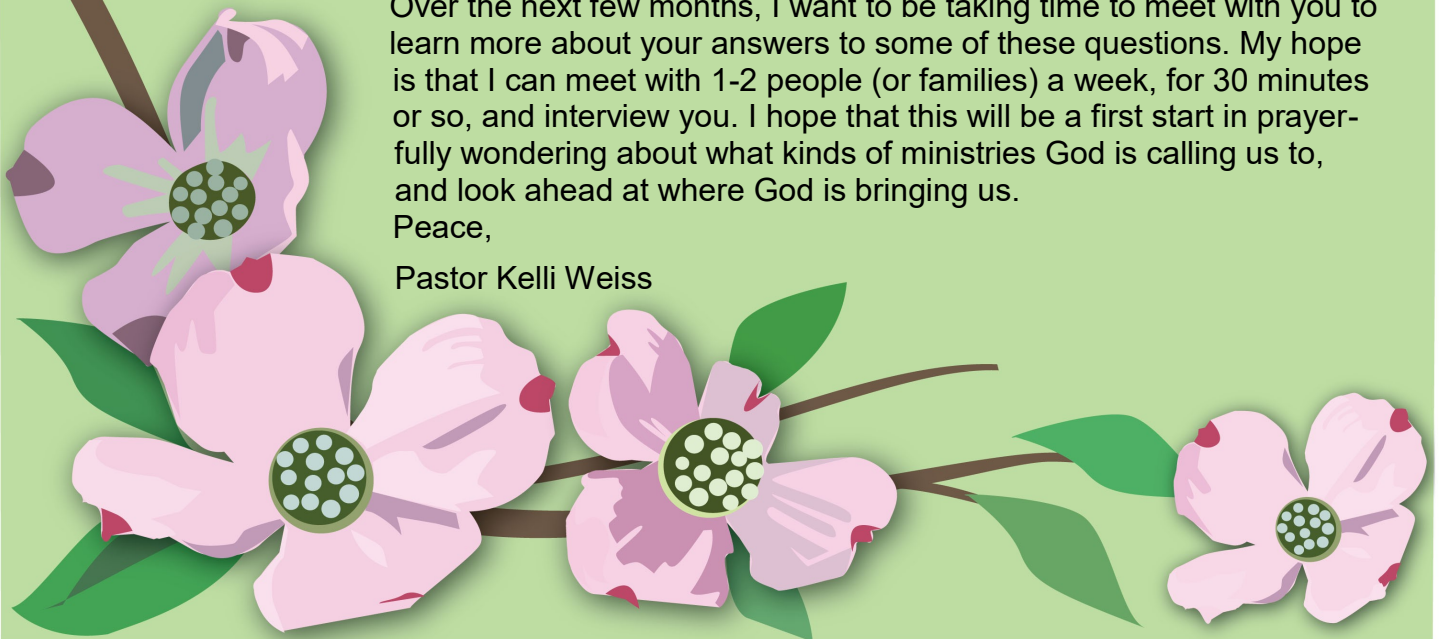 Over the next few months, I want to be taking time to meet with you to
learn more about your answers to some of these questions. My hope
is that I can meet with 1-2 people (or families) a week, for 30 minutes
or so, and interview you. I hope that this will be a first start in prayer-
fully wondering about what kinds of ministries God is calling us to,
and look ahead at where God is bringing us.
Peace,
Pastor Kelli Weiss